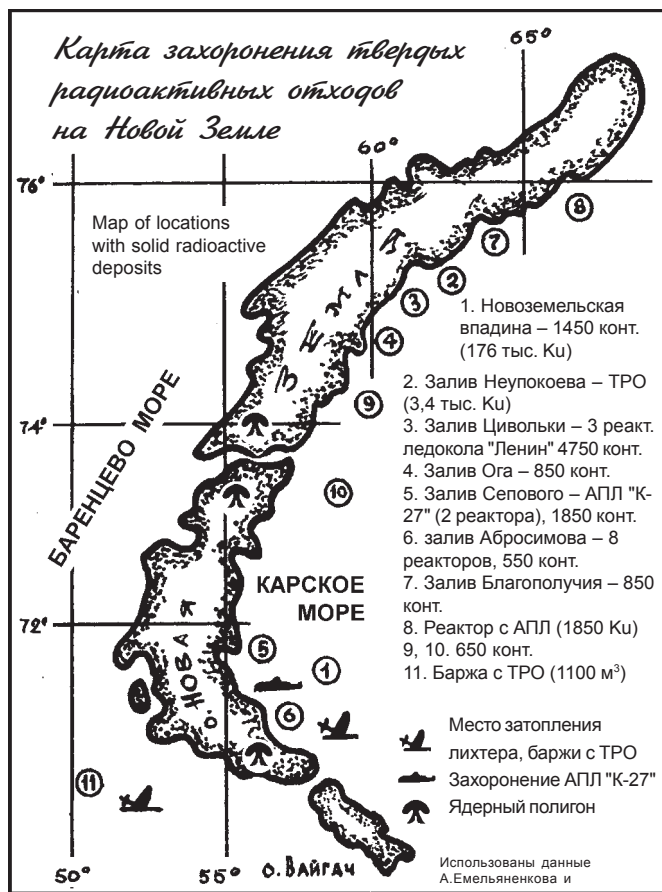 Карта захоронения твердых
радиоактивных отходов
на Новой Земле
65°
60°
76°
Map of locations
with solid radioactive
deposits
8
7
2
3
4
9
10
1. Новоземельская
впадина – 1450 конт.
(176 тыс. Ku)
2. Залив Неупокоева – ТРО
(3,4 тыс. Ku)
3. Залив Цивольки – 3 реакт.
ледокола "Ленин" 4750 конт.
4. Залив Ога – 850 конт.
5. Залив Сепового – АПЛ "К-
27" (2 реактора), 1850 конт.
6. залив Абросимова – 8
реакторов, 550 конт.
7. Залив Благополучия – 850
конт.
8. Реактор с АПЛ (1850 Ku)
9, 10. 650 конт.
11. Баржа с ТРО (1100 м³)
ЗЕМЛЯ
74°
БАРЕНЦЕВО МОРЕ
КАРСКОЕ
МОРЕ
72°
О. НОВАЯ
5
1
6
11
Место затопления
лихтера, баржи с ТРО
Захоронение АПЛ "К-27"
Ядерный полигон
50°
55°
О. ВАЙГАЧ
Использованы данные
А.Емельяненкова и